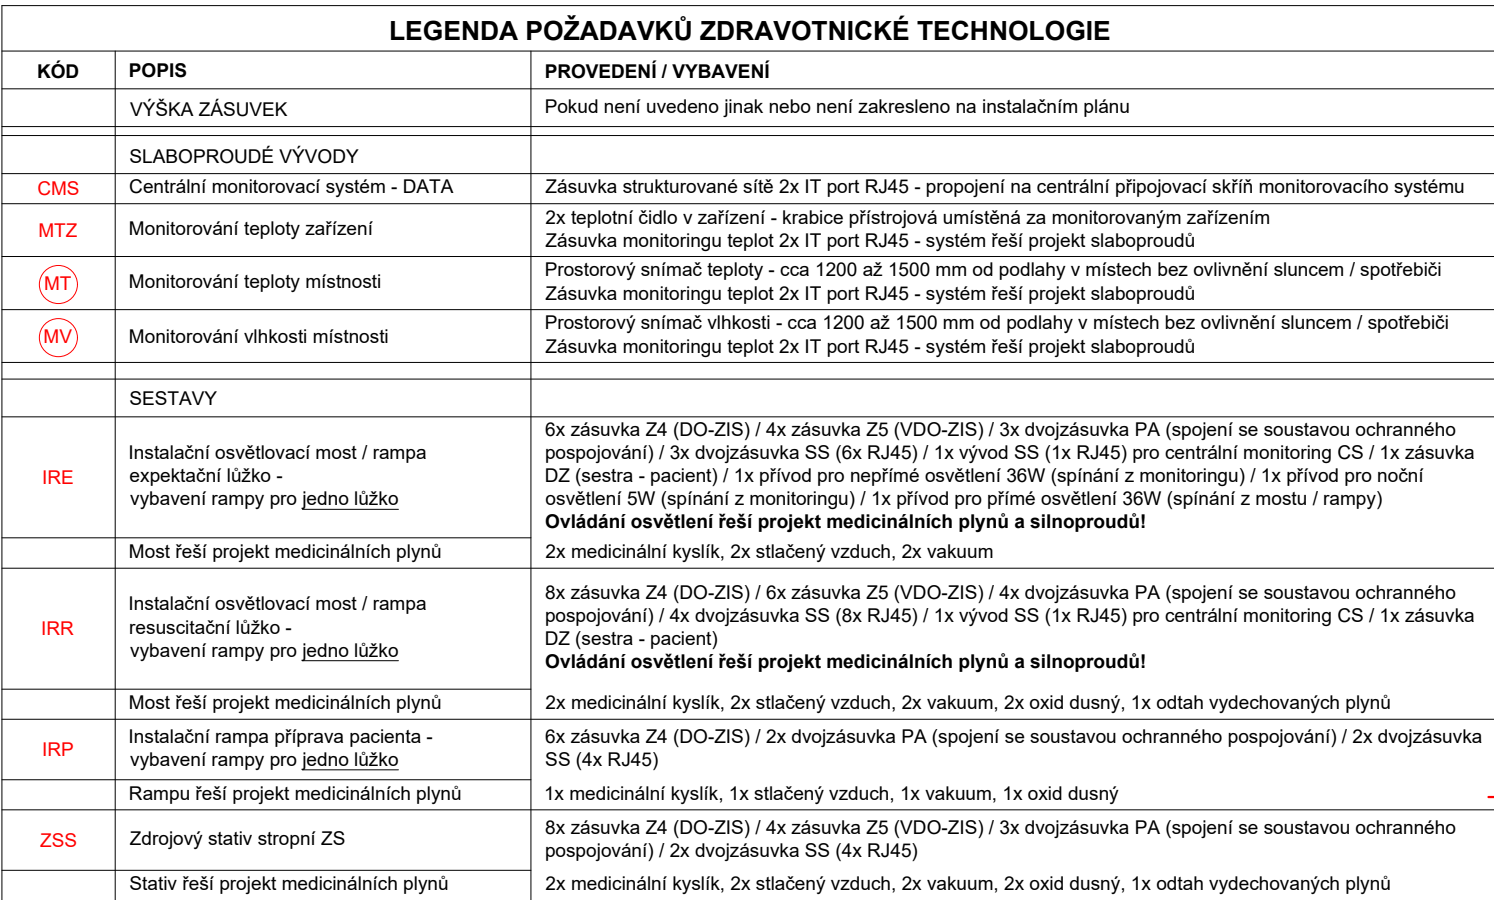 LEGENDA POŽADAVKŮ ZDRAVOTNICKÉ TECHNOLOGIE
KÓD POPIS PROVEDENÍ / VYBAVENÍ
VÝŠKA ZÁSUVEK Pokud není uvedeno jinak nebo není zakresleno na instalačním plánu
SLABOPROUDÉ VÝVODY
CMS Centrální monitorovací systém - DATA Zásuvka strukturované sítě 2x IT port RJ45 - propojení na centrální připojovací skříň monitorovacího systému
MTZ Monitorování teploty zařízení
2x teplotní čidlo v zařízení - krabice přístrojová umístěná za monitorovaným zařízením
Zásuvka monitoringu teplot 2x IT port RJ45 - systém řeší projekt slaboproudů
MT Monitorování teploty místnosti
Prostorový snímač teploty - cca 1200 až 1500 mm od podlahy v místech bez ovlivnění sluncem / spotřebiči
Zásuvka monitoringu teplot 2x IT port RJ45 - systém řeší projekt slaboproudů
MV Monitorování vlhkosti místnosti
Prostorový snímač vlhkosti - cca 1200 až 1500 mm od podlahy v místech bez ovlivnění sluncem / spotřebiči
Zásuvka monitoringu teplot 2x IT port RJ45 - systém řeší projekt slaboproudů
SESTAVY
IRE
Instalační osvětlovací most / rampa
expektační lůžko -
vybavení rampy pro jedno lůžko
6x zásuvka Z4 (DO-ZIS) / 4x zásuvka Z5 (VDO-ZIS) / 3x dvojzásuvka PA (spojení se soustavou ochranného
pospojování) / 3x dvojzásuvka SS (6x RJ45) / 1x vývod SS (1x RJ45) pro centrální monitoring CS / 1x zásuvka
DZ (sestra - pacient) / 1x přívod pro nepřímé osvětlení 36W (spínání z monitoringu) / 1x přívod pro noční
osvětlení 5W (spínání z monitoringu) / 1x přívod pro přímé osvětlení 36W (spínání z mostu / rampy)
Ovládání osvětlení řeší projekt medicinálních plynů a silnoproudů!
Most řeší projekt medicinálních plynů 2x medicinální kyslík, 2x stlačený vzduch, 2x vakuum
IRR
Instalační osvětlovací most / rampa
resuscitační lůžko -
vybavení rampy pro jedno lůžko
8x zásuvka Z4 (DO-ZIS) / 6x zásuvka Z5 (VDO-ZIS) / 4x dvojzásuvka PA (spojení se soustavou ochranného
pospojování) / 4x dvojzásuvka SS (8x RJ45) / 1x vývod SS (1x RJ45) pro centrální monitoring CS / 1x zásuvka
DZ (sestra - pacient)
Ovládání osvětlení řeší projekt medicinálních plynů a silnoproudů!
Most řeší projekt medicinálních plynů 2x medicinální kyslík, 2x stlačený vzduch, 2x vakuum, 2x oxid dusný, 1x odtah vydechovaných plynů
IRP
Instalační rampa příprava pacienta -
vybavení rampy pro jedno lůžko
6x zásuvka Z4 (DO-ZIS) / 2x dvojzásuvka PA (spojení se soustavou ochranného pospojování) / 2x dvojzásuvka
SS (4x RJ45)
Rampu řeší projekt medicinálních plynů 1x medicinální kyslík, 1x stlačený vzduch, 1x vakuum, 1x oxid dusný
ZSS Zdrojový stativ stropní ZS
8x zásuvka Z4 (DO-ZIS) / 4x zásuvka Z5 (VDO-ZIS) / 3x dvojzásuvka PA (spojení se soustavou ochranného
pospojování) / 2x dvojzásuvka SS (4x RJ45)
Stativ řeší projekt medicinálních plynů 2x medicinální kyslík, 2x stlačený vzduch, 2x vakuum, 2x oxid dusný, 1x odtah vydechovaných plynů